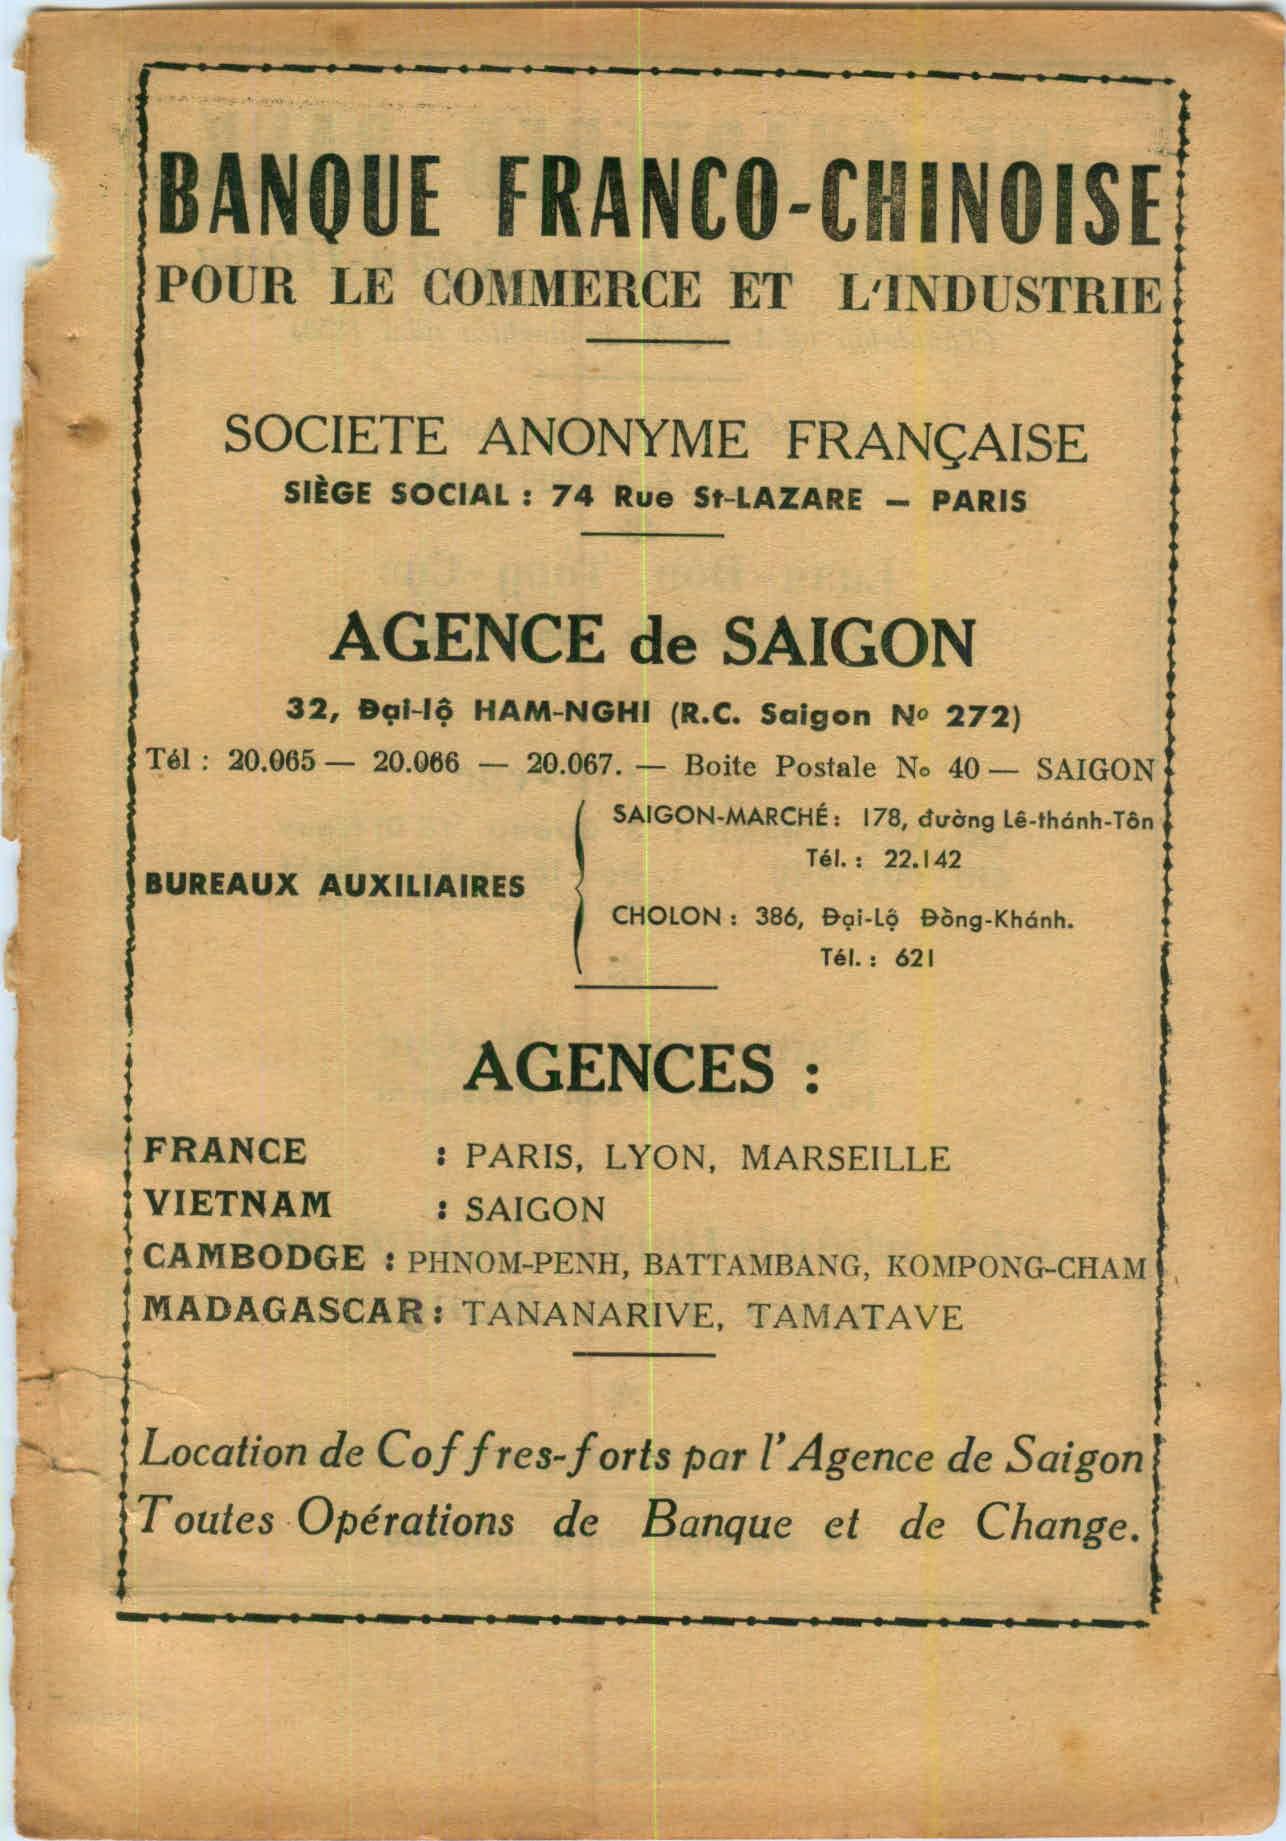 BANQUE FRANCO-CHINOISE
POUR LE COMMERCE ET L'INDUSTRIE
SOCIETE ANONYME FRANÇAISE
SIÈGE SOCIAL : 74 Rue St-LAZARE — PARIS
AGENCE de SAIGON
32, Đại-lộ HAM-NGHI (R.C. Saigon No 272)
Tél : 20.065 — 20.066 — 20.067. — Boite Postale No 40 — SAIGON
BUREAUX AUXILIAIRES
SAIGON-MARCHÉ : 178, đường Lê-thánh-Tôn
Tél. : 22.142
CHOLON : 386, Đại-Lộ Đồng-Khánh.
Tél. : 621
AGENCES :
FRANCE : PARIS, LYON, MARSEILLE
VIETNAM : SAIGON
CAMBODGE : PHNOM-PENH, BATTAMBANG, KOMPONG-CHAM
MADAGASCAR : TANANARIVE, TAMATAVE
Location de Coffres-forts par l'Agence de Saigon
Toutes Opérations de Banque et de Change.